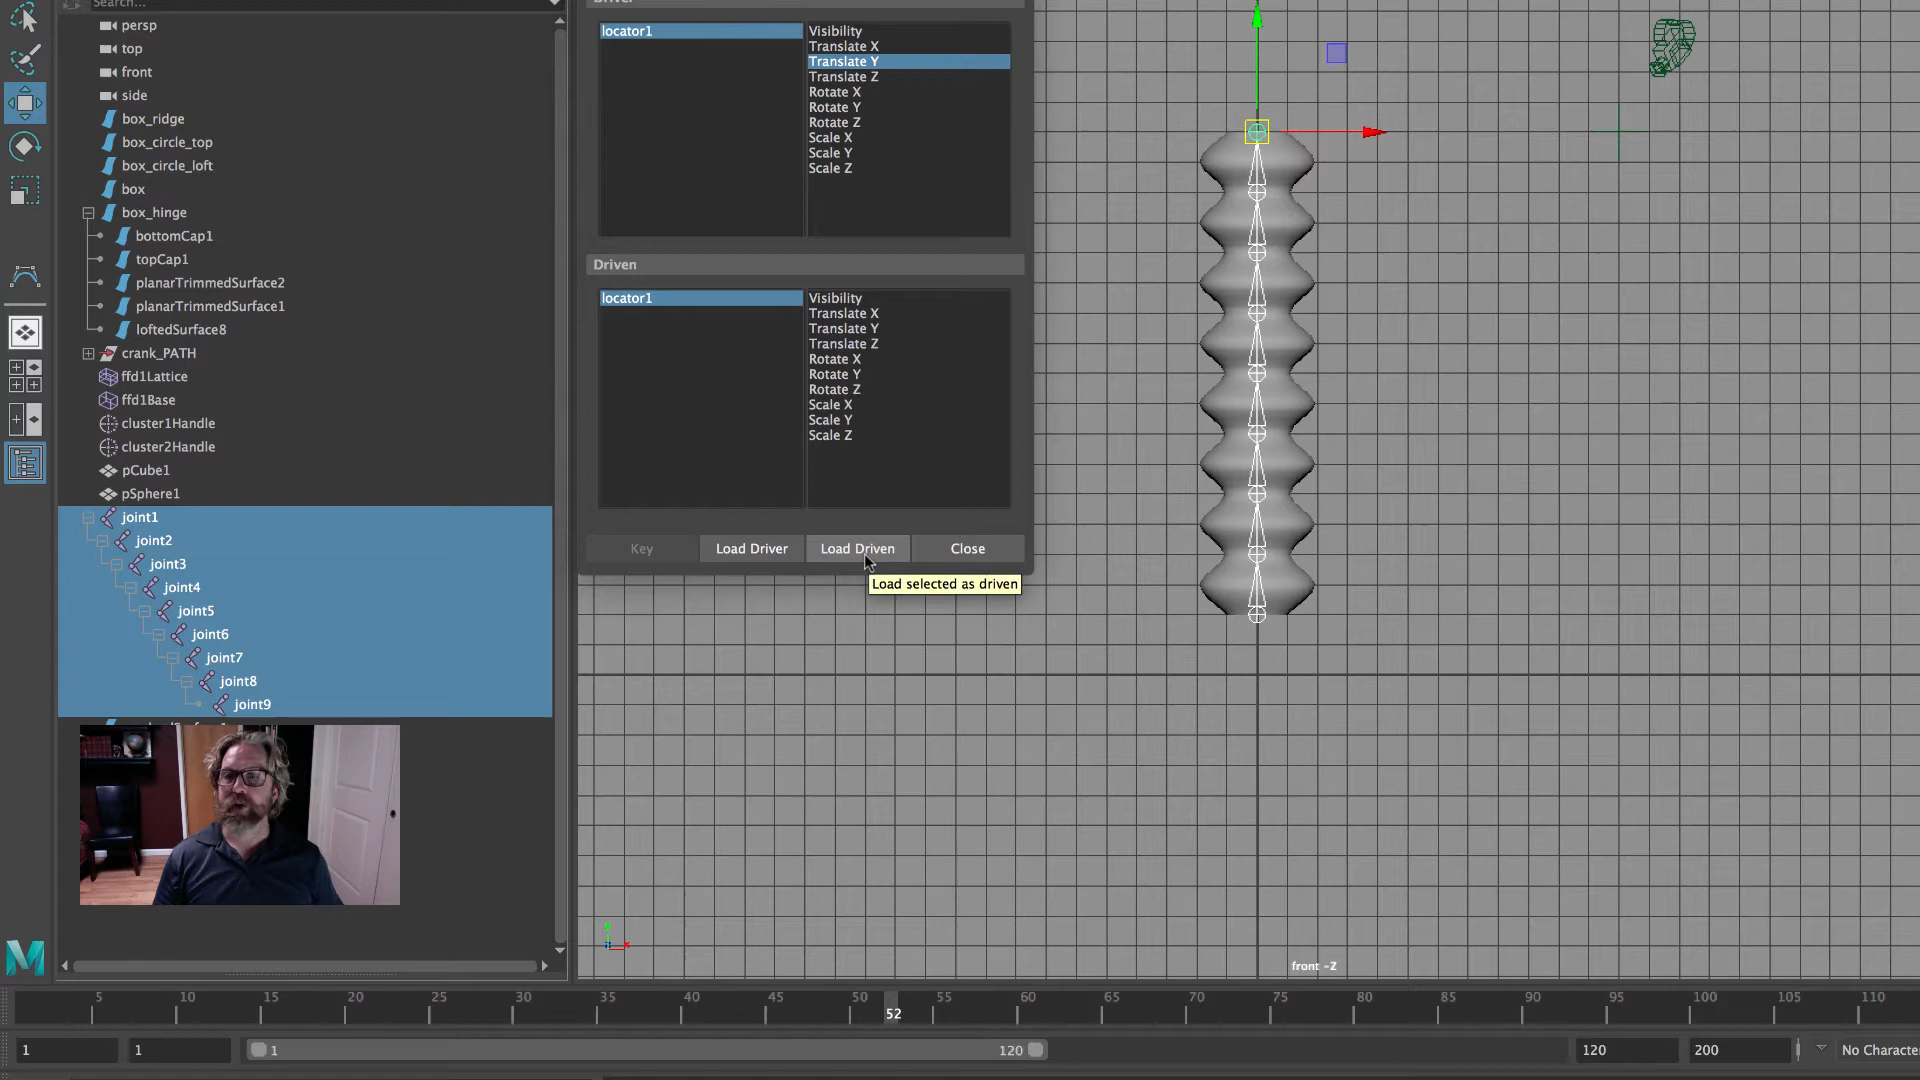 Search...
persp
top
front
side
box_ridge
box_circle_top
box_circle_loft
box
box_hinge
bottomCap1
topCap1
planarTrimmedSurface2
planarTrimmedSurface1
loftedSurface8
crank_PATH
ffd1Lattice
ffd1Base
cluster1Handle
cluster2Handle
pCube1
pSphere1
joint1
joint2
joint3
joint4
joint5
joint6
joint7
joint8
joint9
Driver
locator1
Visibility
Translate X
Translate Y
Translate Z
Rotate X
Rotate Y
Rotate Z
Scale X
Scale Y
Scale Z
Driven
locator1
Visibility
Translate X
Translate Y
Translate Z
Rotate X
Rotate Y
Rotate Z
Scale X
Scale Y
Scale Z
Key Load Driver Load Driven Close
Load selected as driven
front -Z
5 10 15 20 25 30 35 40 45 50 55 60 65 70 75 80 85 90 95 100 105 110
52
1 1 1 120 120 200 No Character